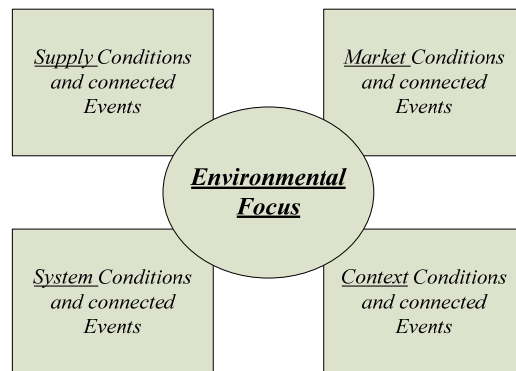 Supply Conditions
and connected
Events
Market Conditions
and connected
Events
Environmental
Focus
System Conditions
and connected
Events
Context Conditions
and connected
Events